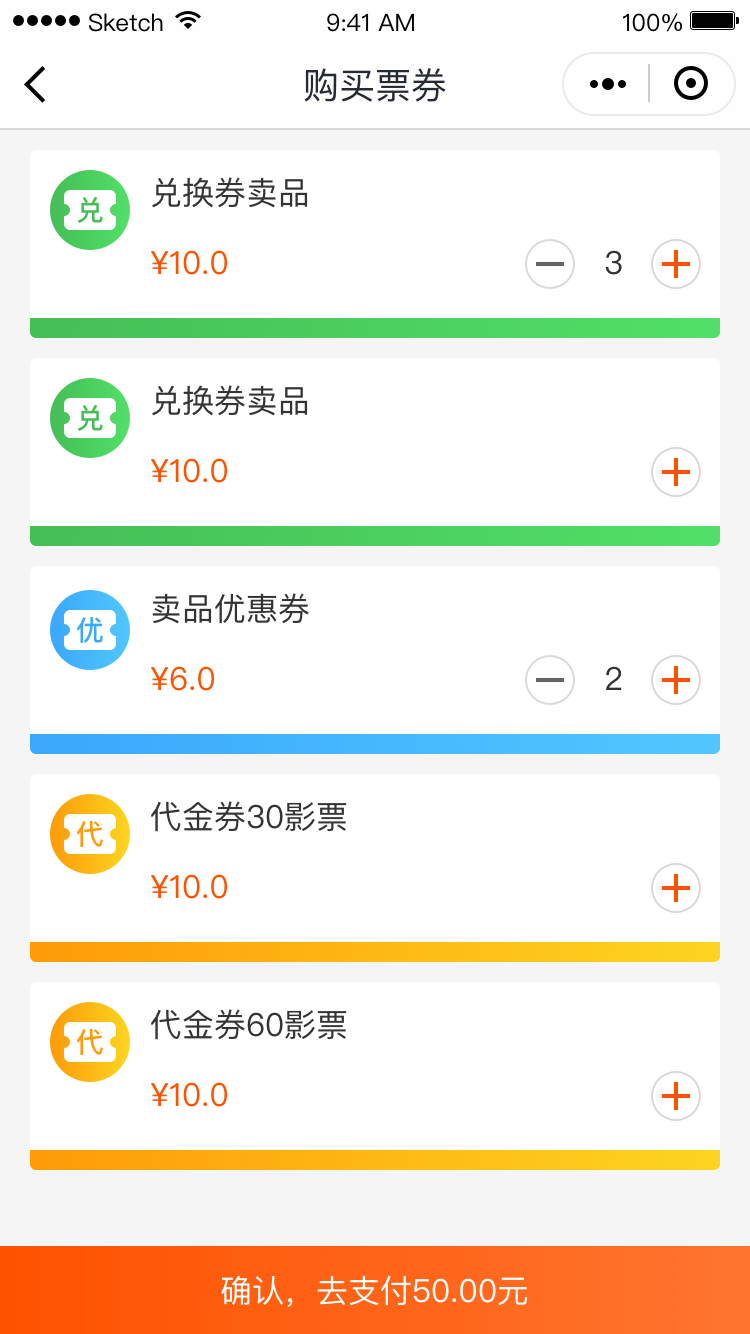 Sketch 9:41 AM 100%
购买票券
兑换券卖品
兑
¥10.0 3
兑换券卖品
兑
¥10.0
卖品优惠券
优
¥6.0 2
代金券30影票
代
¥10.0
代金券60影票
代
¥10.0
确认，去支付50.00元